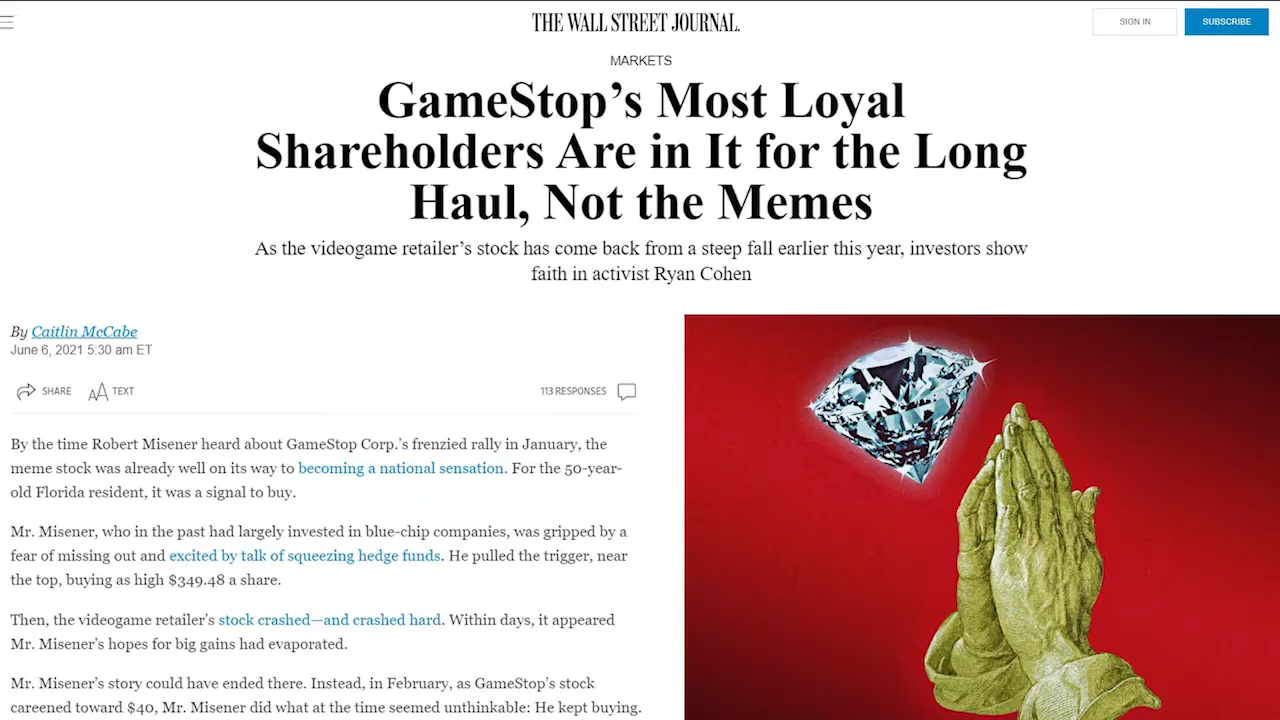 THE WALL STREET JOURNAL.
SIGN IN
SUBSCRIBE
MARKETS
GameStop’s Most Loyal
Shareholders Are in It for the Long
Haul, Not the Memes
As the videogame retailer’s stock has come back from a steep fall earlier this year, investors show
faith in activist Ryan Cohen
By Caitlin McCabe
June 6, 2021 5:30 am ET
SHARE
AA TEXT
113 RESPONSES
By the time Robert Misener heard about GameStop Corp.’s frenzied rally in January, the
meme stock was already well on its way to becoming a national sensation. For the 50-year-
old Florida resident, it was a signal to buy.
Mr. Misener, who in the past had largely invested in blue-chip companies, was gripped by a
fear of missing out and excited by talk of squeezing hedge funds. He pulled the trigger, near
the top, buying as high $349.48 a share.
Then, the videogame retailer’s stock crashed—and crashed hard. Within days, it appeared
Mr. Misener’s hopes for big gains had evaporated.
Mr. Misener’s story could have ended there. Instead, in February, as GameStop’s stock
careened toward $40, Mr. Misener did what at the time seemed unthinkable: He kept buying.